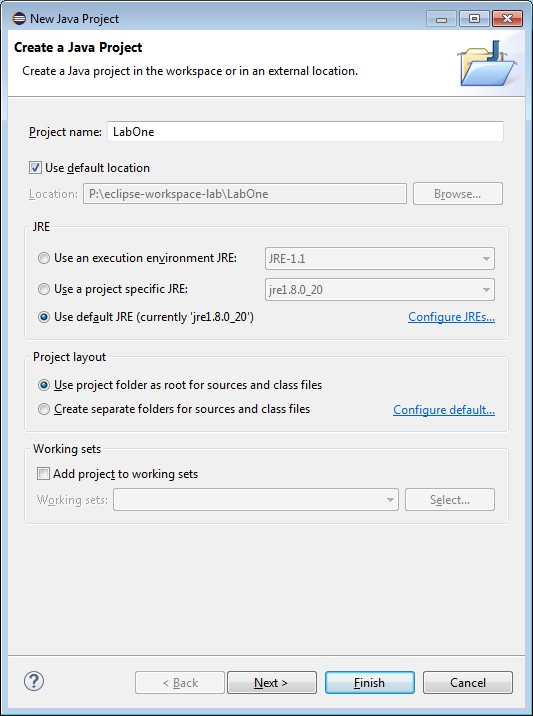 New Java Project
Create a Java Project
Create a Java project in the workspace or in an external location.
Project name: LabOne
Use default location
Location: P:\eclipse-workspace-lab\LabOne Browse...
JRE
Use an execution environment JRE: JRE-1.1
Use a project specific JRE: jre1.8.0_20
Use default JRE (currently 'jre1.8.0_20') Configure JREs...
Project layout
Use project folder as root for sources and class files
Create separate folders for sources and class files Configure default...
Working sets
Add project to working sets
Working sets: Select...
? < Back Next > Finish Cancel